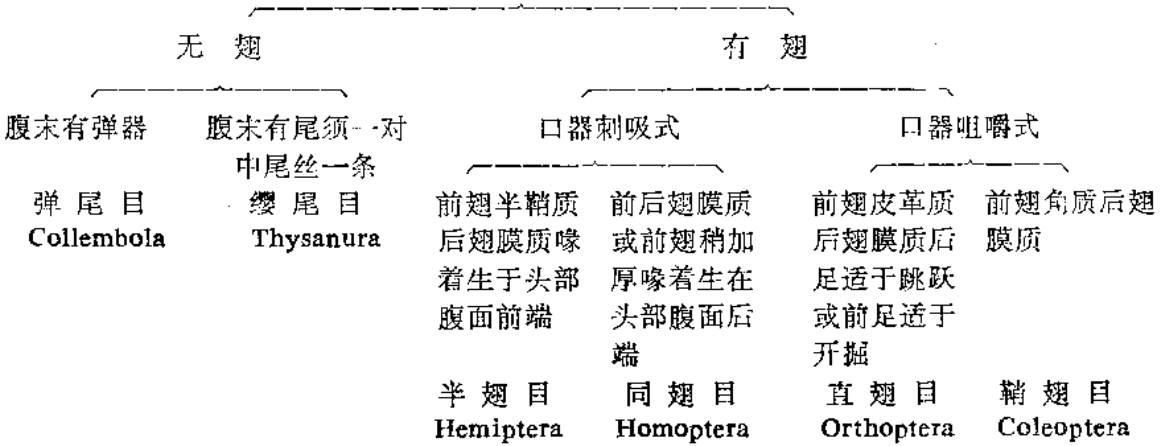 无 翅
有 翅
腹末有弹器
腹末有尾须一对
中尾丝一条
口器刺吸式
口器咀嚼式
弹 尾 目
Collembola
缨 尾 目
Thysanura
前翅半鞘质
后翅膜质喙
着生于头部
腹面前端
半 翅 目
Hemiptera
前后翅膜质
或前翅稍加
厚喙着生在
头部腹面后
端
同 翅 目
Homoptera
前翅皮革质
后翅膜质后
足适于跳跃
或前足适于
开掘
直 翅 目
Orthoptera
前翅角质后翅
膜质
鞘 翅 目
Coleoptera